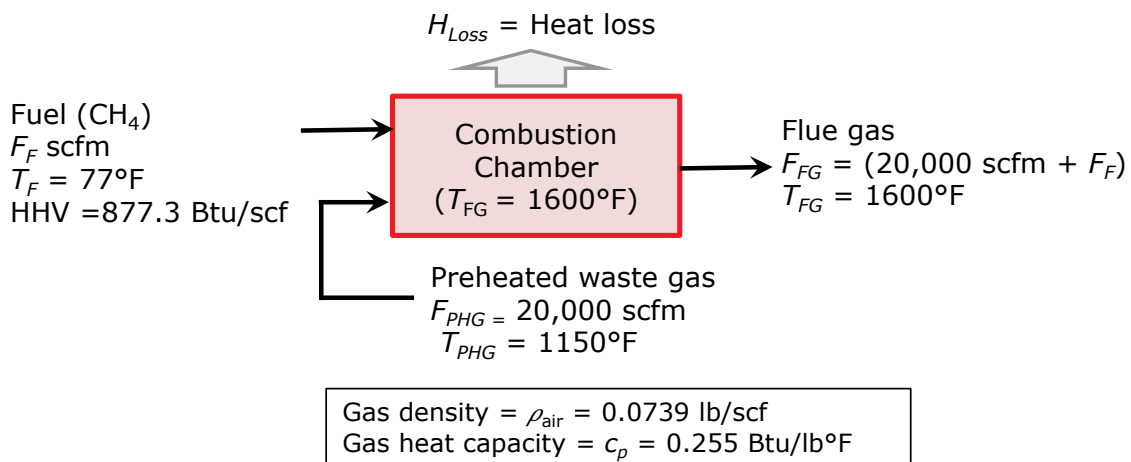 H_Loss = Heat loss
Fuel (CH₄)
F_F scfm
T_F = 77°F
HHV =877.3 Btu/scf
Combustion
Chamber
(T_FG = 1600°F)
Flue gas
F_FG = (20,000 scfm + F_F)
T_FG = 1600°F
Preheated waste gas
F_PHG = 20,000 scfm
T_PHG = 1150°F
Gas density = ρ_air = 0.0739 lb/scf
Gas heat capacity = c_p = 0.255 Btu/lb°F